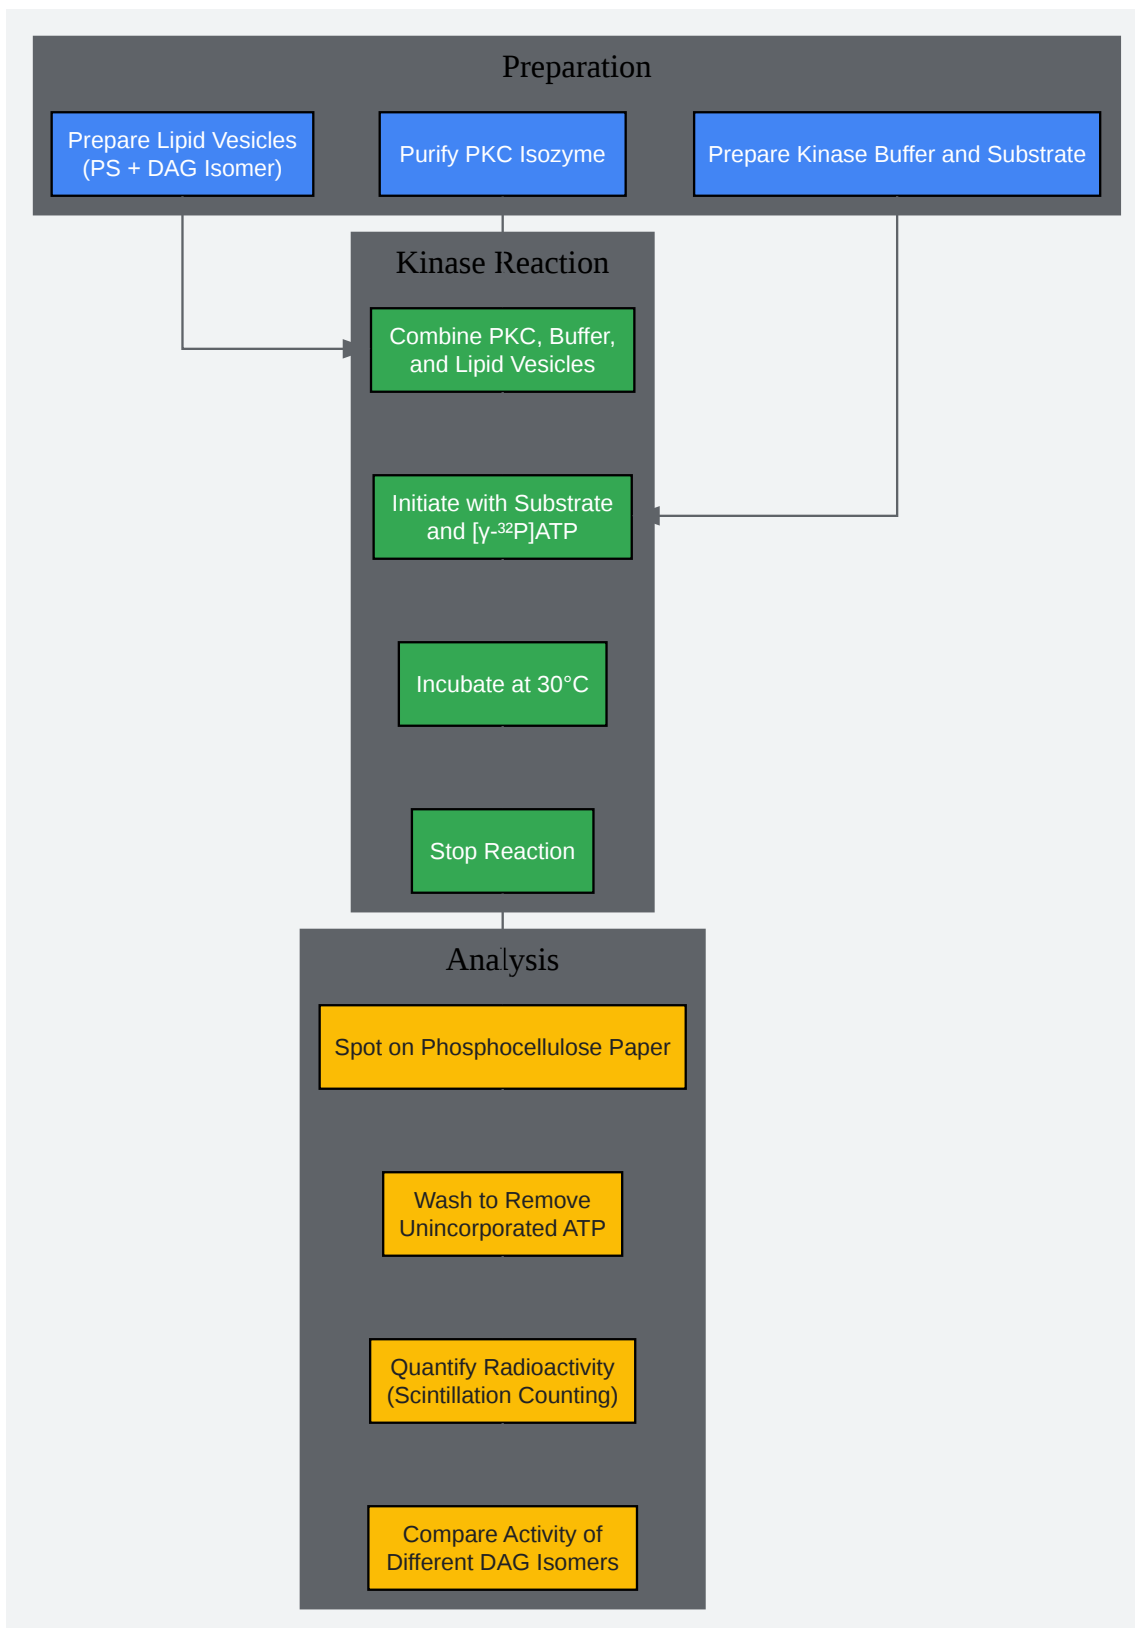 Preparation
Prepare Lipid Vesicles
(PS + DAG Isomer)
Purify PKC Isozyme
Prepare Kinase Buffer and Substrate
Kinase Reaction
Combine PKC, Buffer,
and Lipid Vesicles
Initiate with Substrate
and [γ-³²P]ATP
Incubate at 30°C
Stop Reaction
Analysis
Spot on Phosphocellulose Paper
Wash to Remove
Unincorporated ATP
Quantify Radioactivity
(Scintillation Counting)
Compare Activity of
Different DAG Isomers